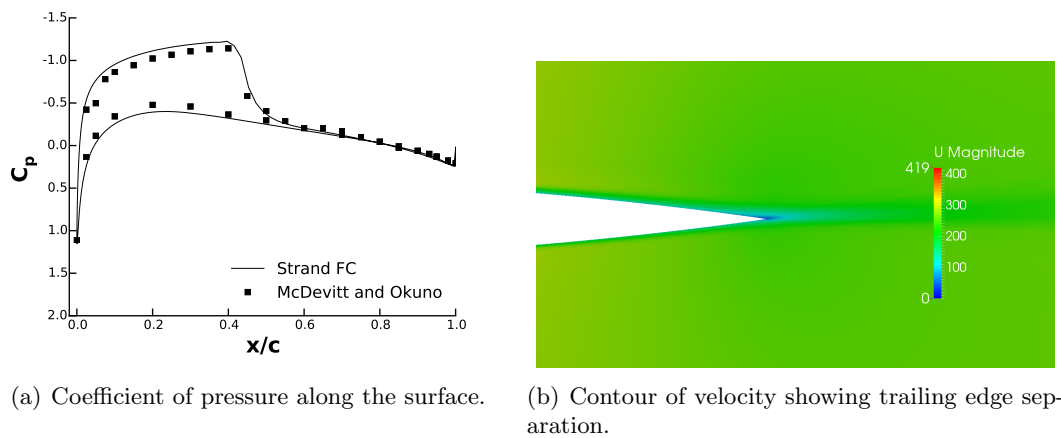 -1.5
-1.0
-0.5
0.0
0.5
1.0
1.5
2.0
Cp
0.0 0.2 0.4 0.6 0.8 1.0
x/c
Strand FC
McDevitt and Okuno
U Magnitude
419
400
300
200
100
0
(a) Coefficient of pressure along the surface.
(b) Contour of velocity showing trailing edge sep-
aration.